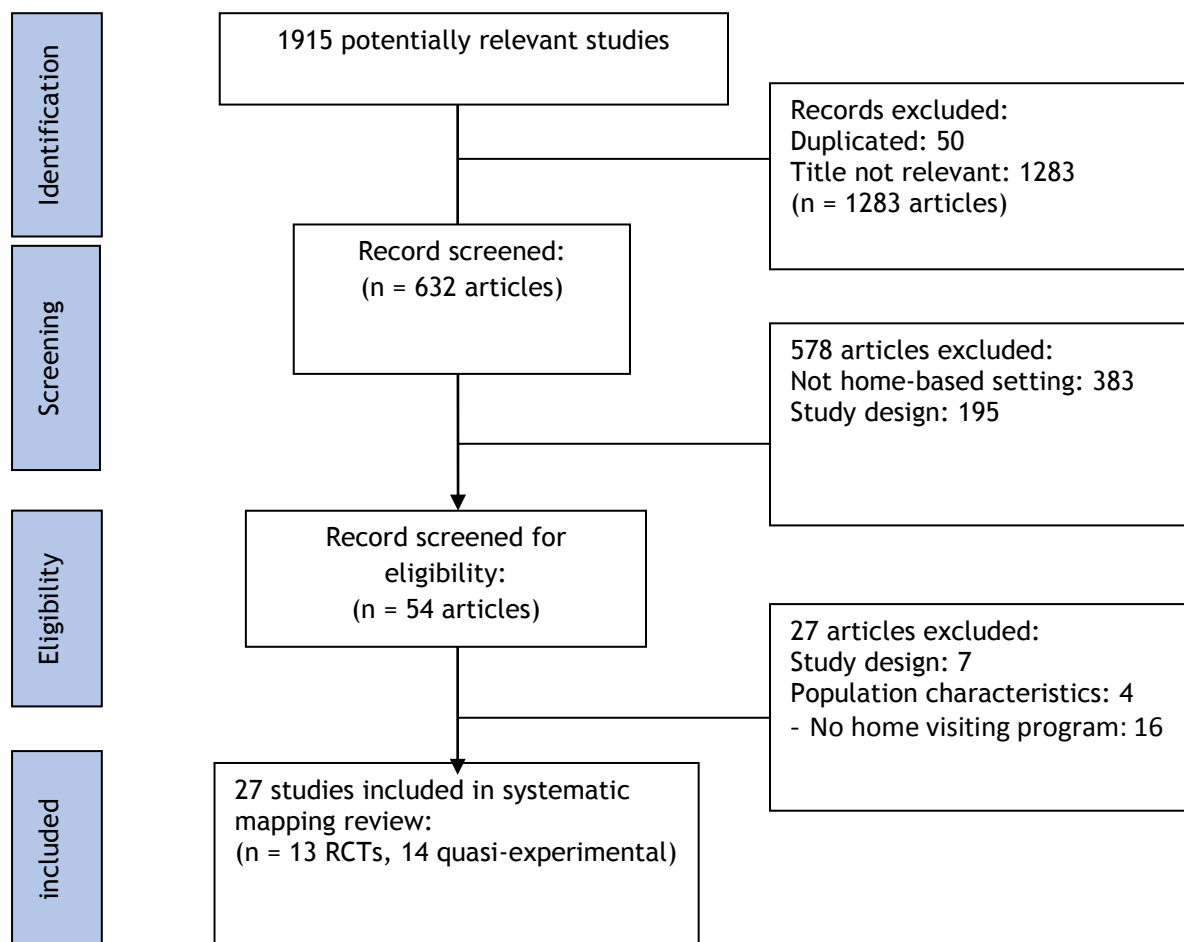 Identification
1915 potentially relevant studies
Records excluded:
Duplicated: 50
Title not relevant: 1283
(n = 1283 articles)
Screening
Record screened:
(n = 632 articles)
578 articles excluded:
Not home-based setting: 383
Study design: 195
Eligibility
Record screened for
eligibility:
(n = 54 articles)
27 articles excluded:
Study design: 7
Population characteristics: 4
- No home visiting program: 16
included
27 studies included in systematic
mapping review:
(n = 13 RCTs, 14 quasi-experimental)